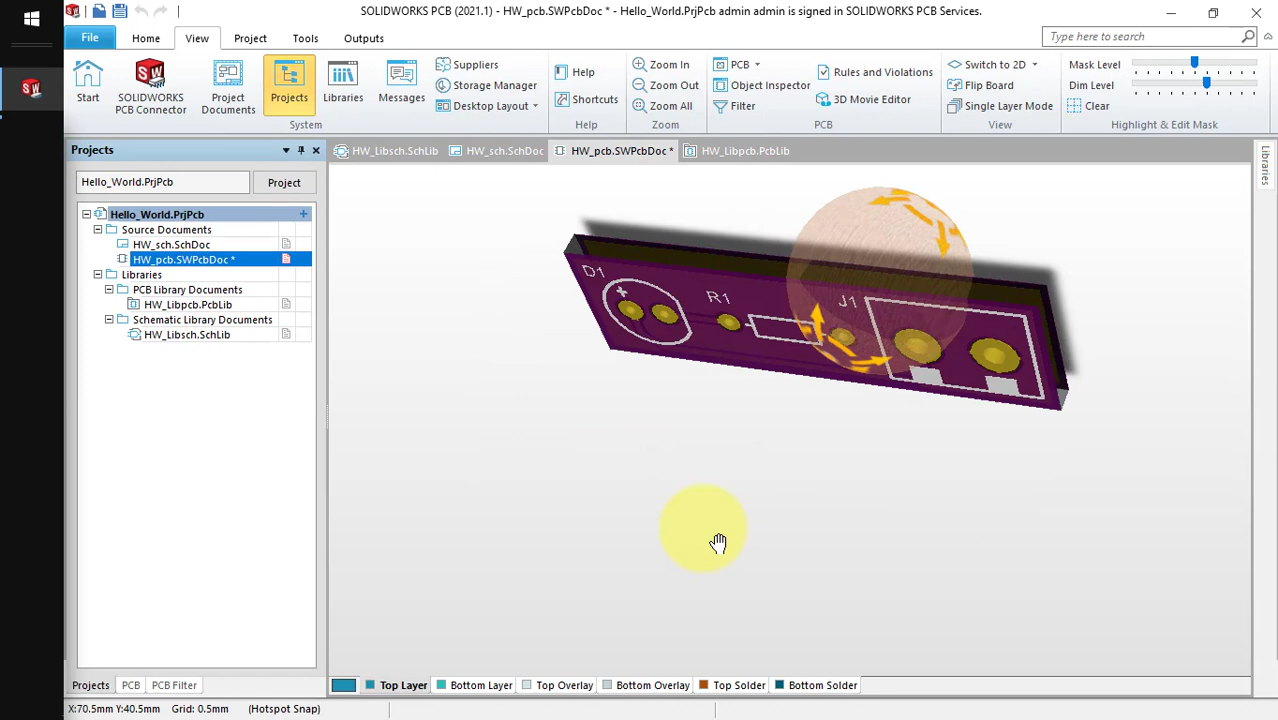 SOLIDWORKS PCB (2021.1) - HW_pcb.SWPcbDoc * - Hello_World.PrjPcb admin admin is signed in SOLIDWORKS PCB Services.
File Home View Project Tools Outputs
Type here to search
Start
SOLIDWORKS PCB Connector
Project Documents
Projects
Libraries
Messages
Suppliers
Storage Manager
Desktop Layout
System
Help
Shortcuts
Help
Zoom In
Zoom Out
Zoom All
Zoom
PCB
Object Inspector
Filter
Rules and Violations
3D Movie Editor
PCB
Switch to 2D
Flip Board
Single Layer Mode
View
Mask Level
Dim Level
Clear
Highlight & Edit Mask
Projects
HW_Libsch.SchLib HW_sch.SchDoc HW_pcb.SWPcbDoc * HW_Libpcb.PcbLib
Libraries
Hello_World.PrjPcb
Project
Hello_World.PrjPcb
Source Documents
HW_sch.SchDoc
HW_pcb.SWPcbDoc *
Libraries
PCB Library Documents
HW_Libpcb.PcbLib
Schematic Library Documents
HW_Libsch.SchLib
D1
+
R1
J1
Projects PCB PCB Filter
Top Layer Bottom Layer Top Overlay Bottom Overlay Top Solder Bottom Solder
X:70.5mm Y:40.5mm Grid: 0.5mm (Hotspot Snap)